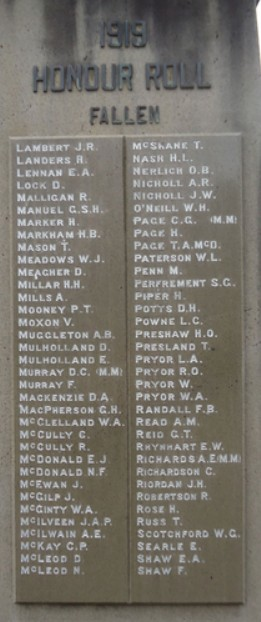 1919
HONOUR ROLL
FALLEN
LAMBERT J.R.
LANDERS H.
LENNAN E.A.
LOCK D.
MALLIGAN R.
MANUEL G.S.H.
MARKER H.
MARKHAM H.B.
MASON T.
MEADOWS W.J.
MEAGHER D.
MILLAR H.H.
MILLS A.
MOONEY P.T.
MOXON V.
MUGGLETON A.B.
MULHOLLAND D.
MULHOLLAND E.
MURRAY D.C. (M.M)
MURRAY F.
MACKENZIE D.A.
MACPHERSON G.H.
McCLELLAND W.A.
McCULLY G.
McCULLY R.
McDONALD E.J.
McDONALD N.F.
McEWAN J.
McGILP J.
McGINTY W.A.
McILVEEN J.A.P.
McILWAIN A.E.
McKAY C.P.
McLEOD D.
McLEOD N.
McSHANE T.
NASH H.L.
NERLICH O.B.
NICHOLL A.R.
NICHOLL J.W.
O'NEILL W.H.
PAGE C.G. (M.M)
PAGE H.
PAGE T.A.McD.
PATERSON W.L.
PENN M.
PERFREMENT S.G.
PIPER H.
POTTS D.H.
POWNE L.C.
PRESHAW H.O.
PRESLAND T.
PRYOR L.A.
PRYOR R.O.
PRYOR W.
PRYOR W.A.
RANDALL F.B.
READ A.M.
REID G.T.
RHYNHART E.W.
RICHARDS A.E.(M.M)
RICHARDSON C.
RIORDAN J.H.
ROBERTSON R.
ROSE H.
RUSS T.
SCOTCHFORD W.G.
SEARLE E.
SHAW E.A.
SHAW F.